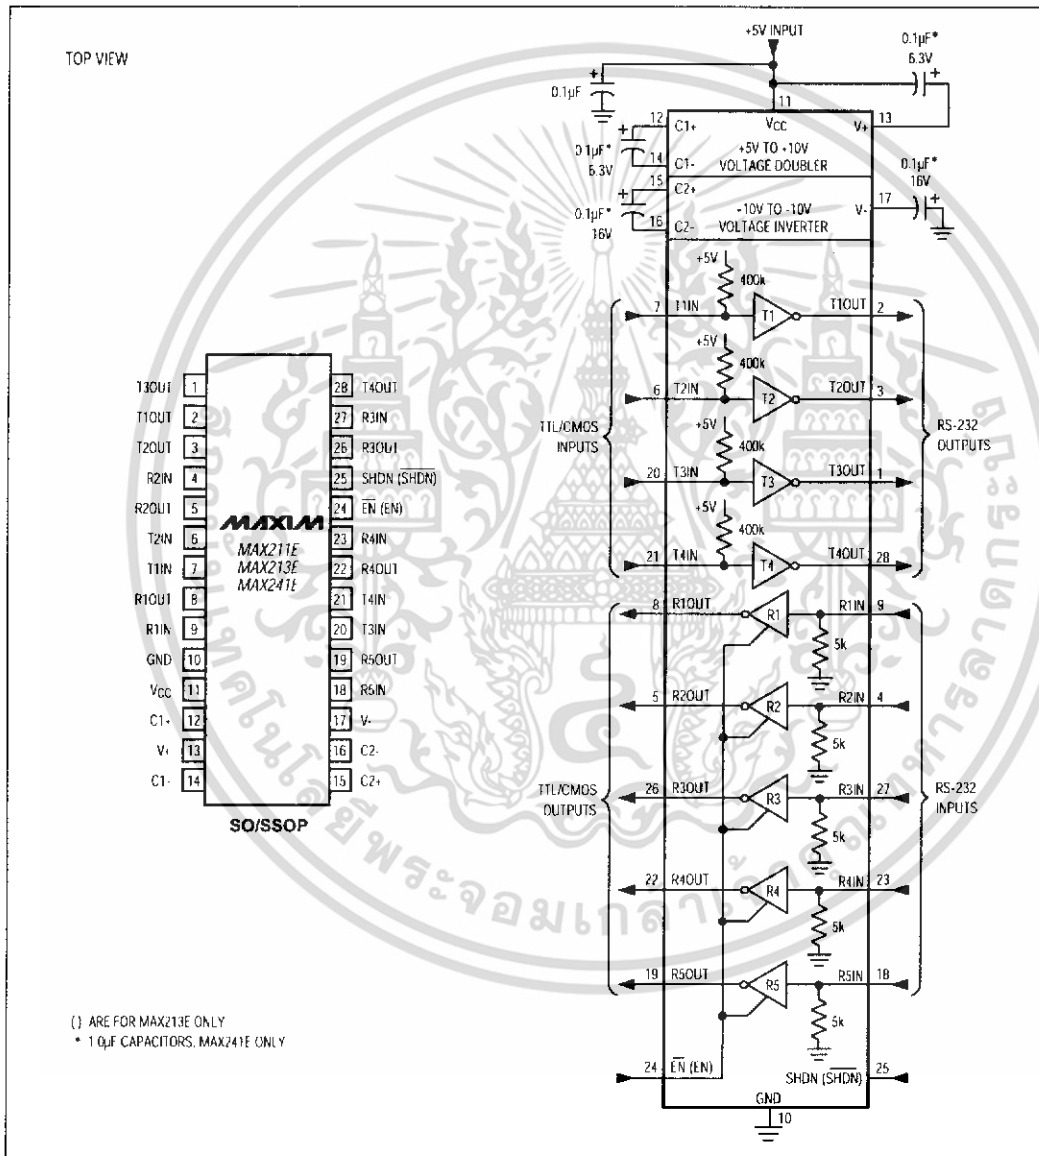 TOP VIEW
+5V INPUT
0.1µF*
6.3V
0.1µF
11
12
C1+
VCC
V+
13
0.1µF*
6.3V
14
C1-
+5V TO +10V
VOLTAGE DOUBLER
0.1µF*
16V
15
C2+
0.1µF*
16V
16
C2-
-10V TO -10V
VOLTAGE INVERTER
V-
17
+5V
400k
7
T1IN
T1
T1OUT
2
+5V
400k
6
T2IN
T2
T2OUT
3
TTL/CMOS
INPUTS
+5V
400k
RS-232
OUTPUTS
20
T3IN
T3
T3OUT
1
+5V
400k
21
T4IN
T4
T4OUT
28
8
R1OUT
R1
R1IN
9
5k
5
R2OUT
R2
R2IN
4
5k
TTL/CMOS
OUTPUTS
26
R3OUT
R3
R3IN
27
RS-232
INPUTS
5k
22
R4OUT
R4
R4IN
23
5k
19
R5OUT
R5
R5IN
18
5k
24
E̅N̅ (EN)
SHDN (S̅H̅D̅N̅)
25
GND
10
T3OUT 1
28 T4OUT
T1OUT 2
27 R3IN
T2OUT 3
26 R3OUT
R2IN 4
25 SHDN (S̅H̅D̅N̅)
R2OUT 5
24 E̅N̅ (EN)
T2IN 6
23 R4IN
T1IN 7
22 R4OUT
R1OUT 8
21 T4IN
R1IN 9
20 T3IN
GND 10
19 R5OUT
VCC 11
18 R5IN
C1+ 12
17 V-
V+ 13
16 C2-
C1- 14
15 C2+
MAXIM
MAX211E
MAX213E
MAX241E
SO/SSOP
( ) ARE FOR MAX213E ONLY
* 1.0µF CAPACITORS, MAX241E ONLY